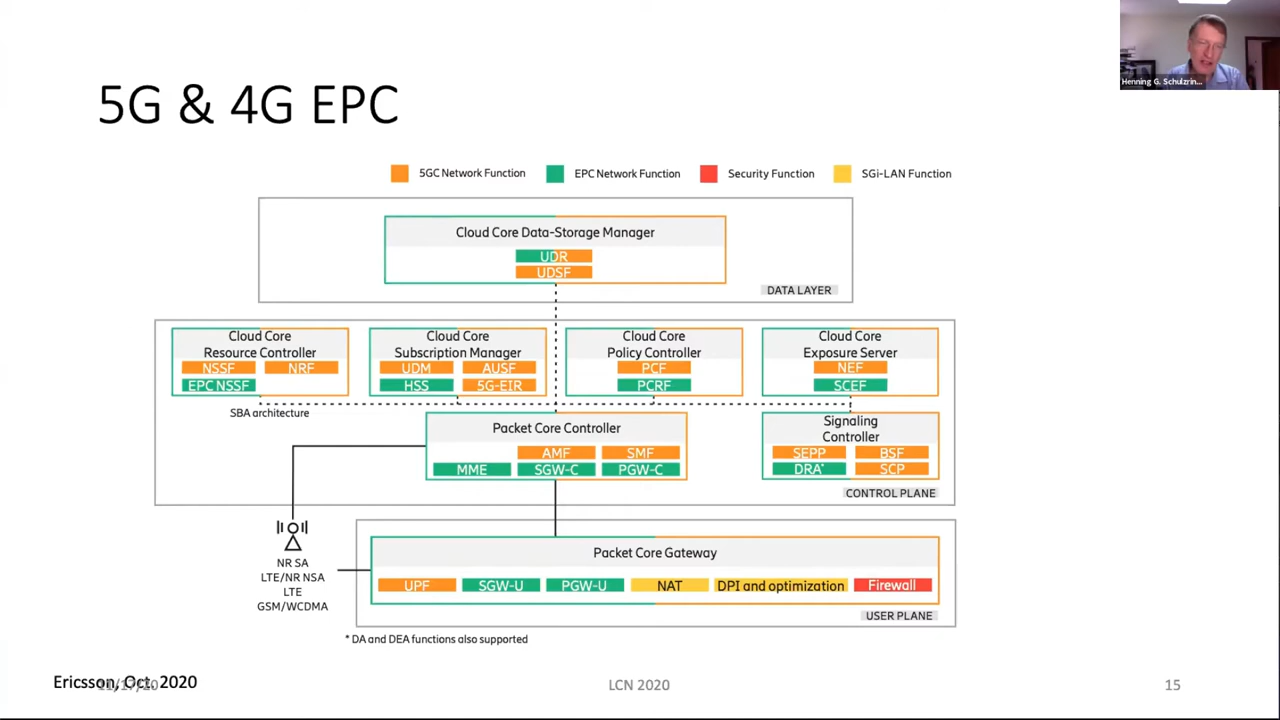 Henning G. Schulzrin...
5G & 4G EPC
5GC Network Function
EPC Network Function
Security Function
SGi-LAN Function
Cloud Core Data-Storage Manager
UDR
UDSF
DATA LAYER
Cloud Core
Resource Controller
NSSF
NRF
EPC NSSF
Cloud Core
Subscription Manager
UDM
AUSF
HSS
5G-EIR
Cloud Core
Policy Controller
PCF
PCRF
Cloud Core
Exposure Server
NEF
SCEF
SBA architecture
Packet Core Controller
AMF
SMF
MME
SGW-C
PGW-C
Signaling
Controller
SEPP
BSF
DRA*
SCP
CONTROL PLANE
NR SA
LTE/NR NSA
LTE
GSM/WCDMA
Packet Core Gateway
UPF
SGW-U
PGW-U
NAT
DPI and optimization
Firewall
USER PLANE
* DA and DEA functions also supported
Ericsson, Oct. 2020
11/17/20
LCN 2020
15